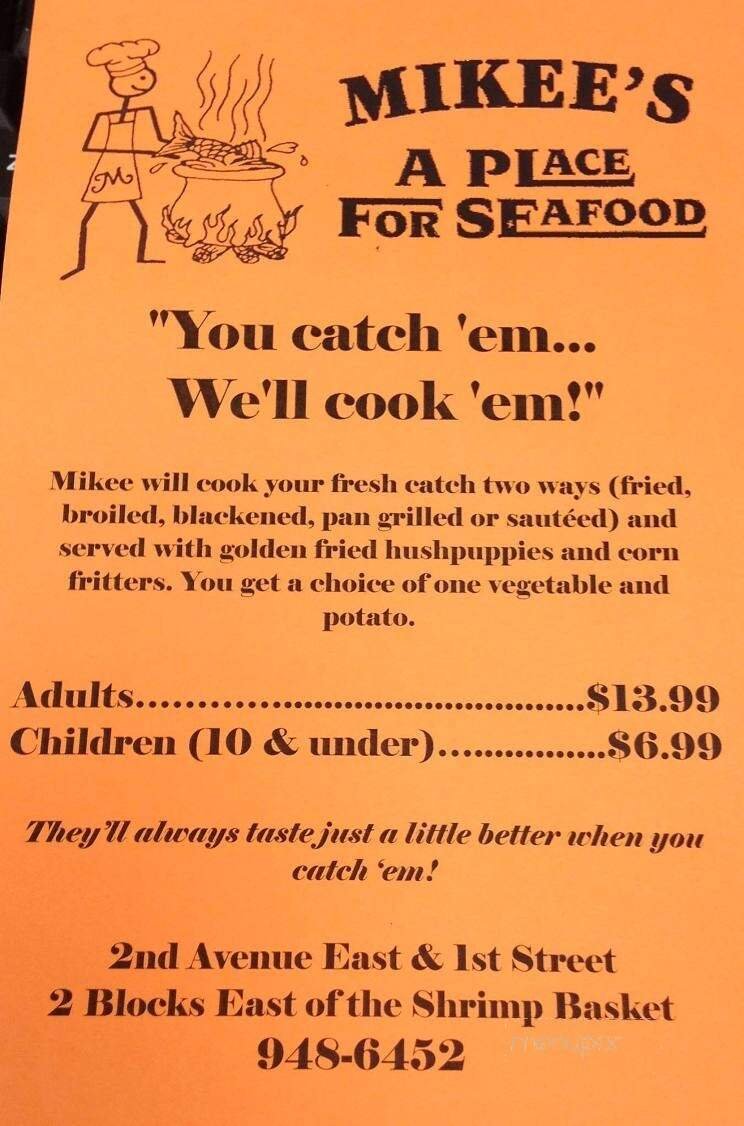 M
MIKEE'S
A PLACE
FOR SEAFOOD
"You catch 'em...
We'll cook 'em!"
Mikee will cook your fresh catch two ways (fried,
broiled, blackened, pan grilled or sautéed) and
served with golden fried hushpuppies and corn
fritters. You get a choice of one vegetable and
potato.
Adults..............................................$13.99
Children (10 & under)..................$6.99
They'll always taste just a little better when you
catch 'em!
2nd Avenue East & 1st Street
2 Blocks East of the Shrimp Basket
948-6452
menupix